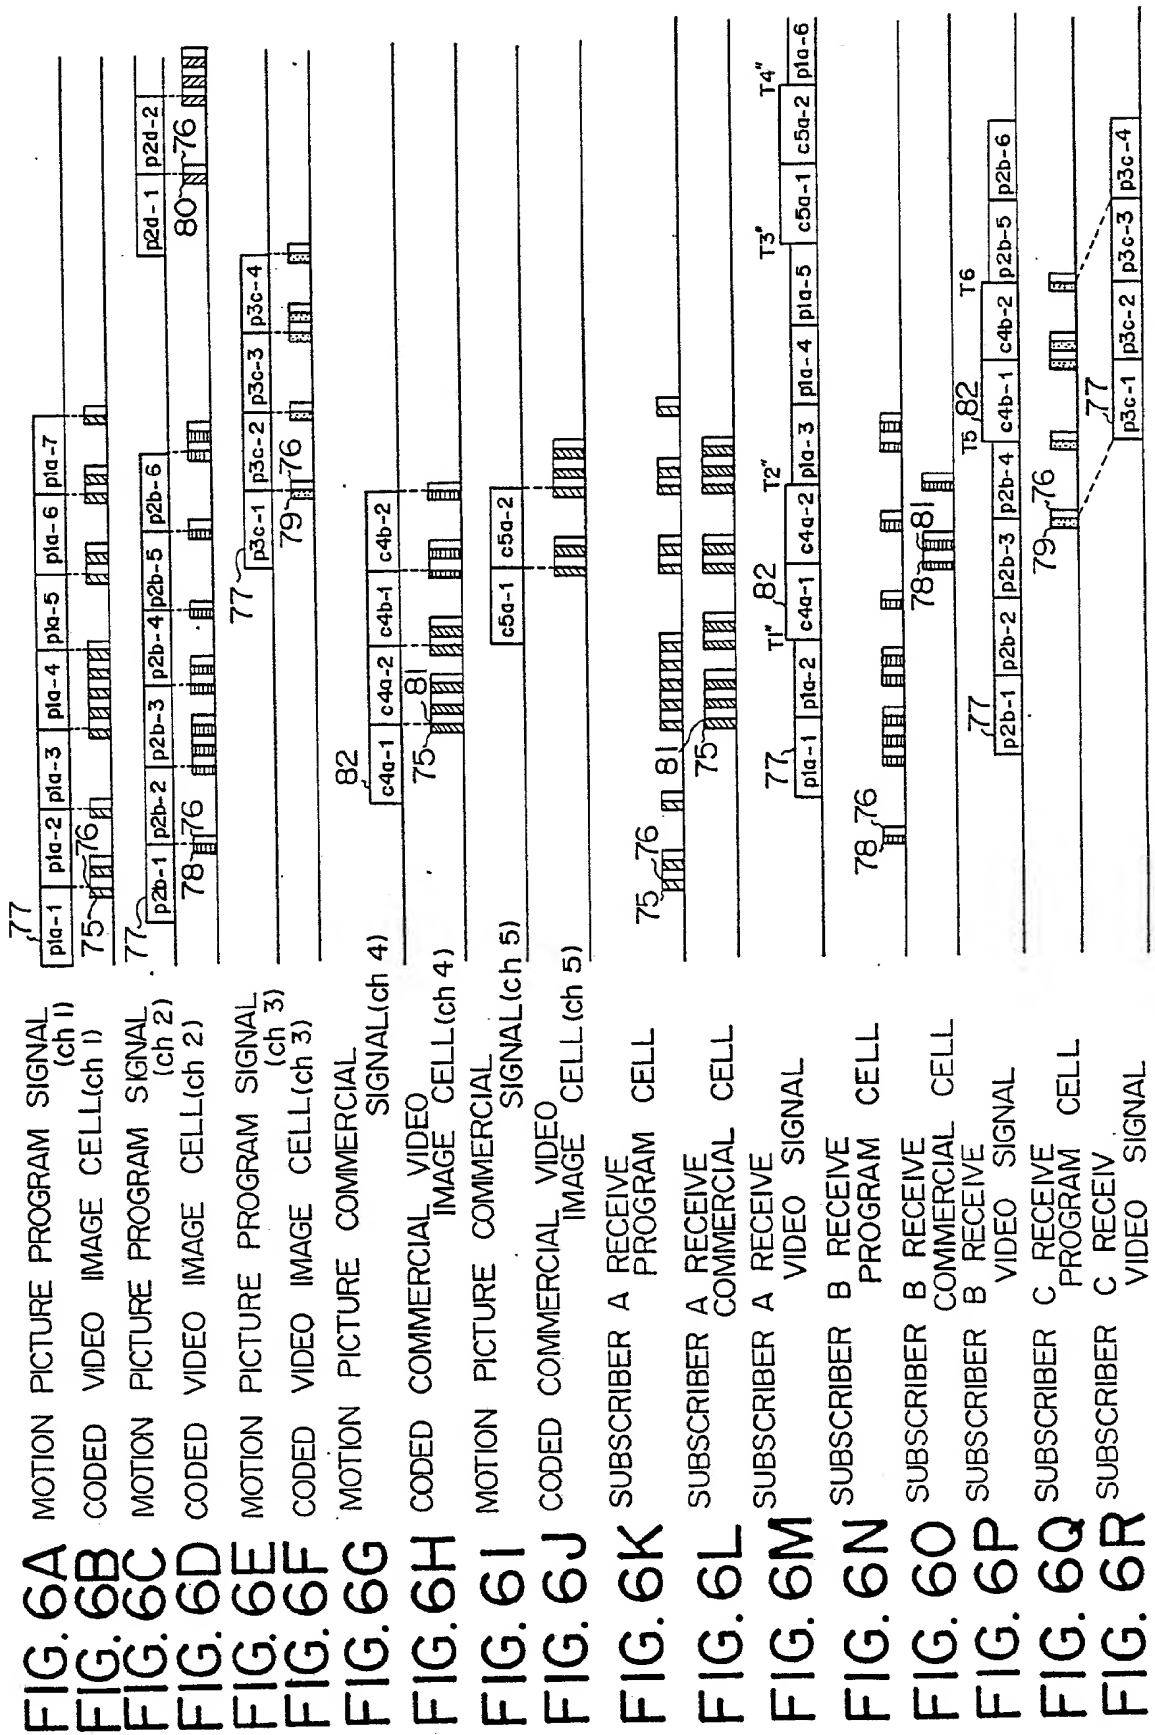 FIG. 6A MOTION PICTURE PROGRAM SIGNAL (ch 1)
77
p1a-1 p1a-2 p1a-3 p1a-4 p1a-5 p1a-6 p1a-7
FIG. 6B CODED VIDEO IMAGE CELL(ch 1)
75 76
FIG. 6C MOTION PICTURE PROGRAM SIGNAL (ch 2)
77
p2b-1 p2b-2 p2b-3 p2b-4 p2b-5 p2b-6 p2d-1 p2d-2
FIG. 6D CODED VIDEO IMAGE CELL(ch 2)
78 76 80 76
FIG. 6E MOTION PICTURE PROGRAM SIGNAL (ch 3)
77
p3c-1 p3c-2 p3c-3 p3c-4
FIG. 6F CODED VIDEO IMAGE CELL(ch 3)
79 76
FIG. 6G MOTION PICTURE COMMERCIAL
SIGNAL(ch 4)
82
c4a-1 c4a-2 c4b-1 c4b-2
FIG. 6H CODED COMMERCIAL VIDEO
IMAGE CELL(ch 4)
75 81
FIG. 6I MOTION PICTURE COMMERCIAL
SIGNAL(ch 5)
c5a-1 c5a-2
FIG. 6J CODED COMMERCIAL VIDEO
IMAGE CELL(ch 5)
FIG. 6K SUBSCRIBER A RECEIVE
PROGRAM CELL
75 76 81
FIG. 6L SUBSCRIBER A RECEIVE
COMMERCIAL CELL
75
FIG. 6M SUBSCRIBER A RECEIVE
VIDEO SIGNAL
77 T1" 82 T2" T3" T4"
p1a-1 p1a-2 c4a-1 c4a-2 p1a-3 p1a-4 p1a-5 c5a-1 c5a-2 p1a-6
FIG. 6N SUBSCRIBER B RECEIVE
PROGRAM CELL
78 76
FIG. 6O SUBSCRIBER B RECEIVE
COMMERCIAL CELL
78 81
FIG. 6P SUBSCRIBER B RECEIVE
VIDEO SIGNAL
77 T5 82 T6
p2b-1 p2b-2 p2b-3 p2b-4 c4b-1 c4b-2 p2b-5 p2b-6
FIG. 6Q SUBSCRIBER C RECEIVE
PROGRAM CELL
79 76
FIG. 6R SUBSCRIBER C RECEIV
VIDEO SIGNAL
77
p3c-1 p3c-2 p3c-3 p3c-4